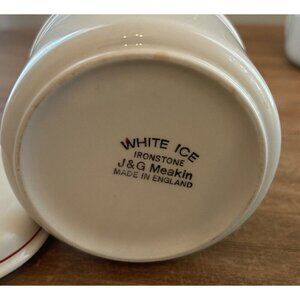 WHITE ICE
IRONSTONE
J&G Meakin
MADE IN ENGLAND